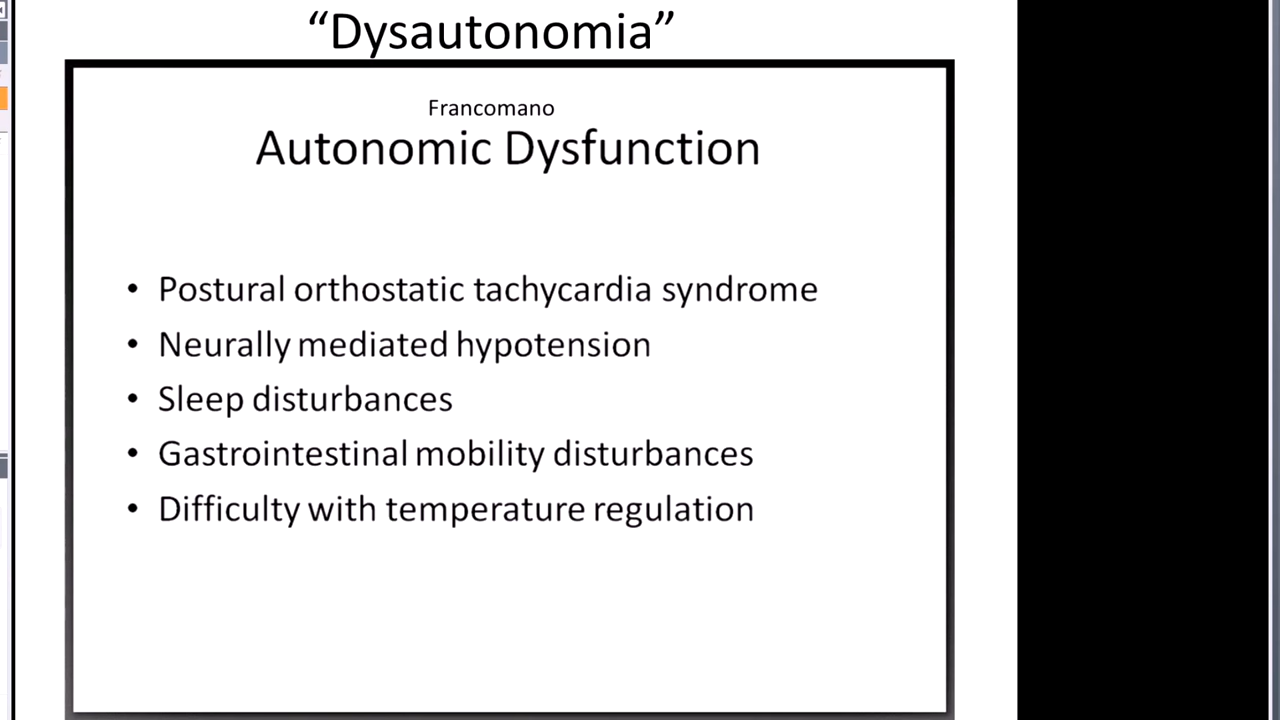 “Dysautonomia”
Francomano
Autonomic Dysfunction
• Postural orthostatic tachycardia syndrome
• Neurally mediated hypotension
• Sleep disturbances
• Gastrointestinal mobility disturbances
• Difficulty with temperature regulation